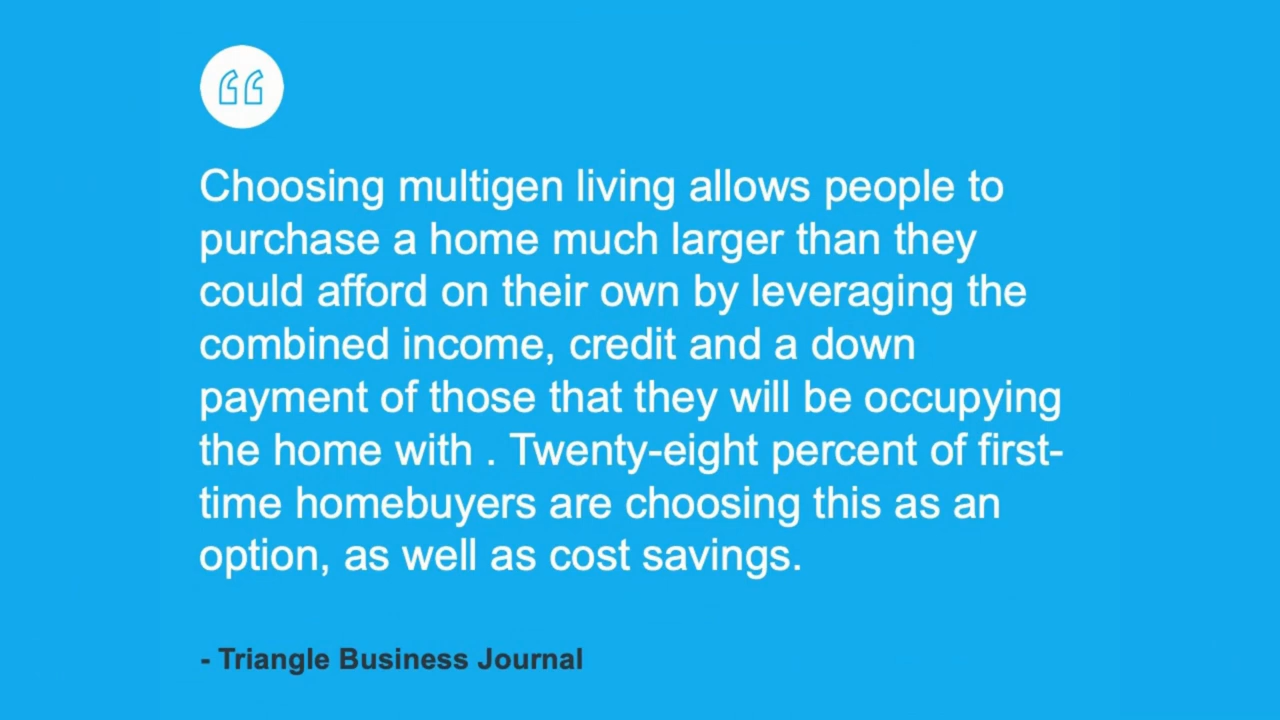 “
Choosing multigen living allows people to
purchase a home much larger than they
could afford on their own by leveraging the
combined income, credit and a down
payment of those that they will be occupying
the home with . Twenty-eight percent of first-
time homebuyers are choosing this as an
option, as well as cost savings.
- Triangle Business Journal